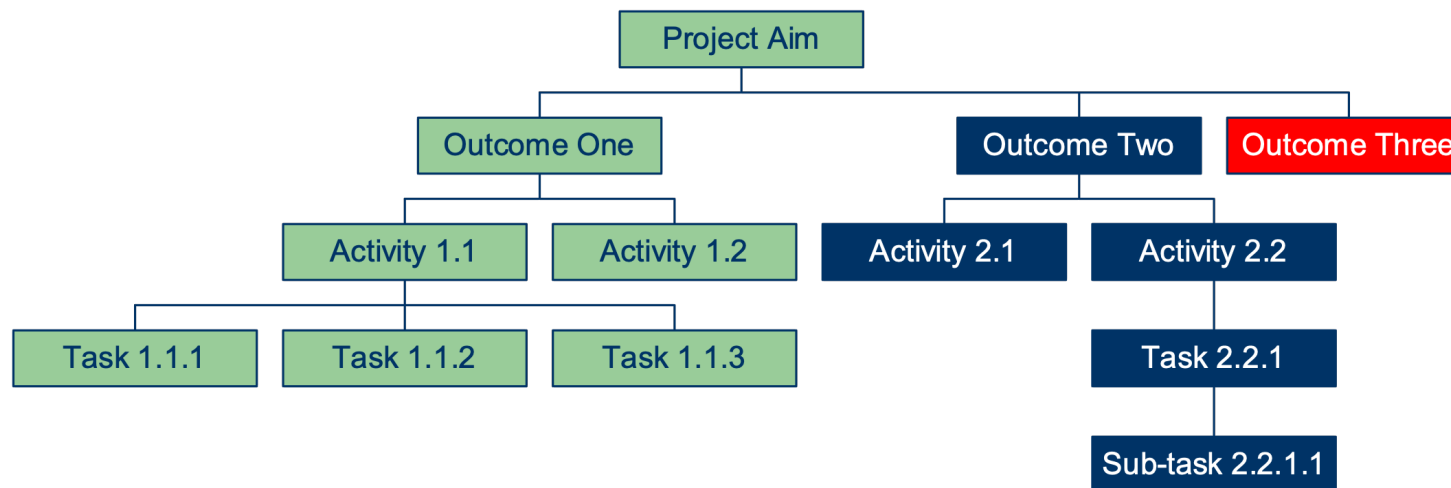 Project Aim
Outcome One
Outcome Two
Outcome Three
Activity 1.1
Activity 1.2
Activity 2.1
Activity 2.2
Task 1.1.1
Task 1.1.2
Task 1.1.3
Task 2.2.1
Sub-task 2.2.1.1